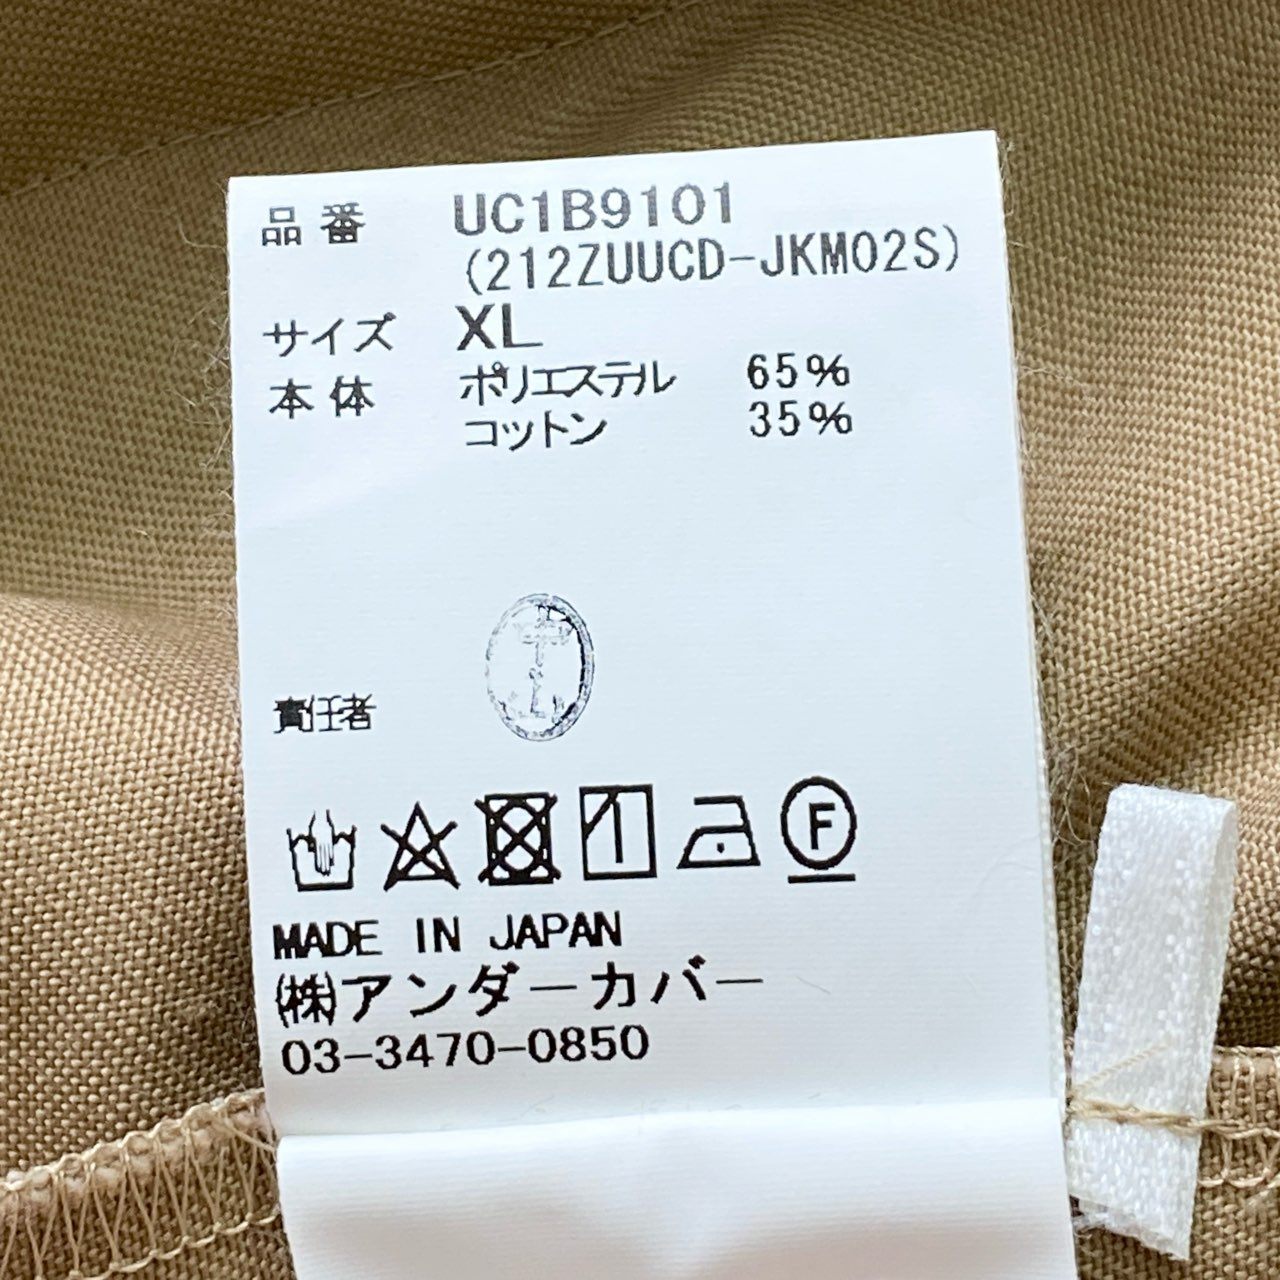 品番 UC1B9101
(212ZUUCD-JKM02S)
サイズ XL
本体 ポリエステル 65%
コットン 35%
責任者
F
MADE IN JAPAN
(株)アンダーカバー
03-3470-0850